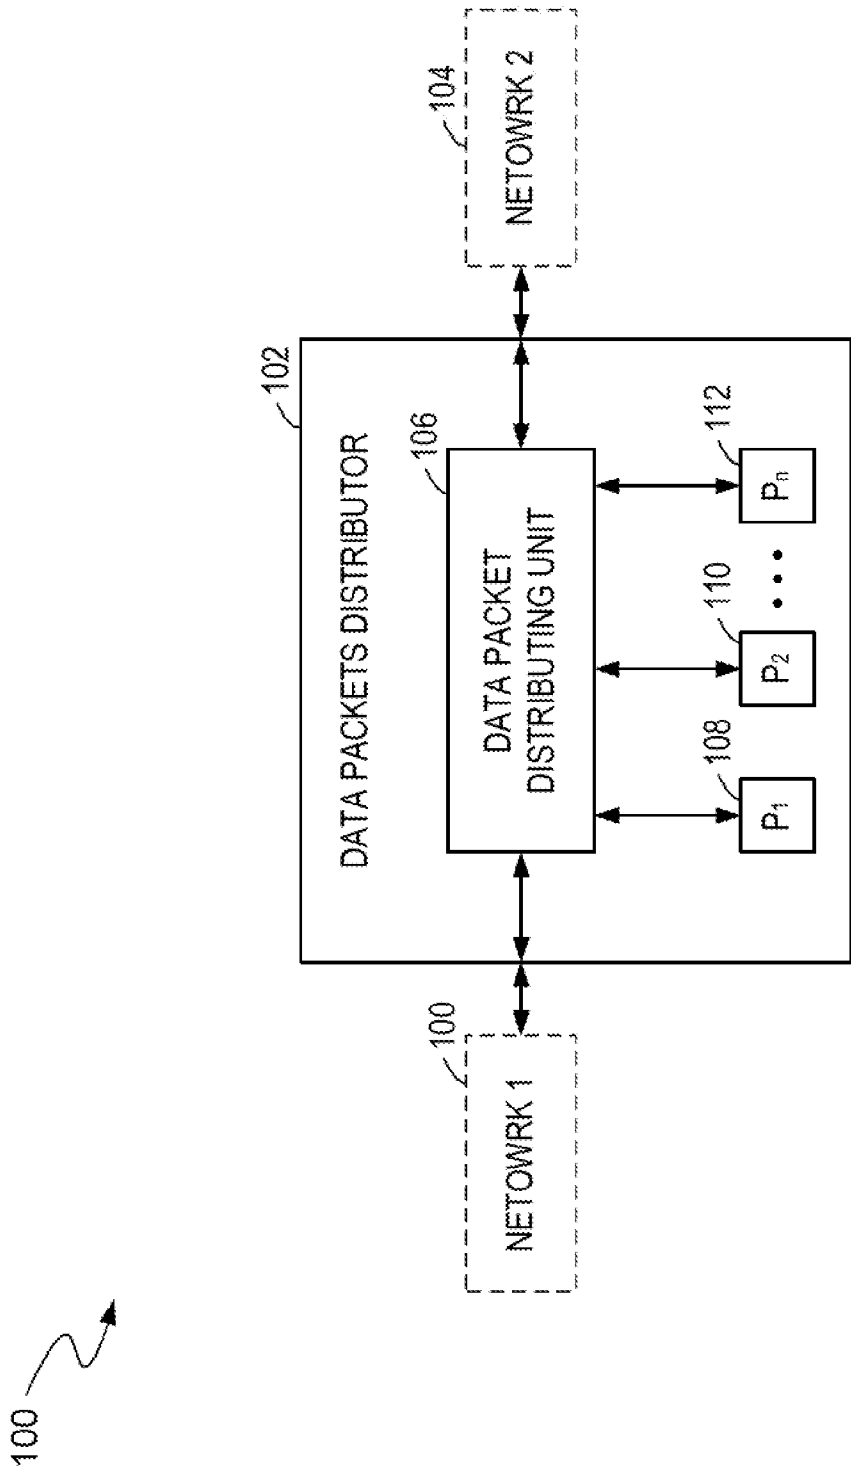 100
102
DATA PACKETS DISTRIBUTOR
100
NETOWRK 1
106
DATA PACKET
DISTRIBUTING UNIT
104
NETOWRK 2
108
P1
110
P2
112
Pn